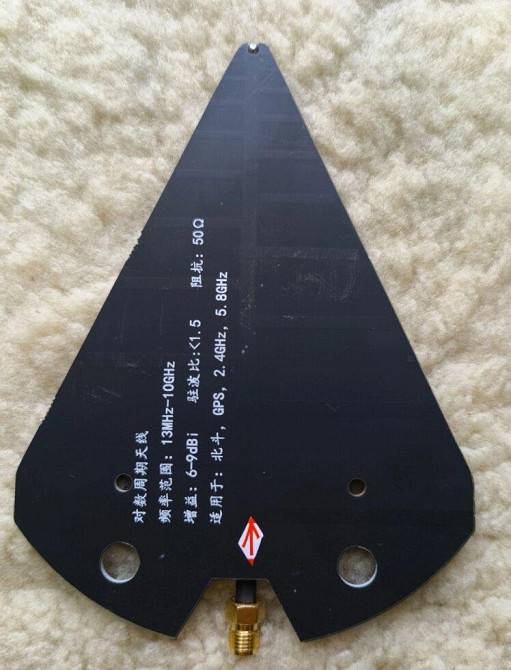 对数周期天线
频率范围: 13MHz-10GHz
增益: 6-9dBi 驻波比:<1.5 阻抗: 50Ω
适用于: 北斗, GPS, 2.4GHz, 5.8GHz